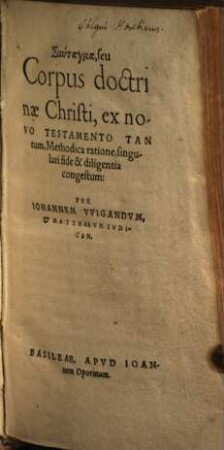 Σύνταγμα, seu
Corpus doctri
næ Christi, ex no-
VO TESTAMENTO TAN
tum, Methodica ratione, singu-
lari fide & diligentia
congestum:
PER
IOHANNEM VVIGANDVM,
& MATTHÆVM IVDI-
CEM.
BASILEAE, APVD IOAN-
nem Oporinum.